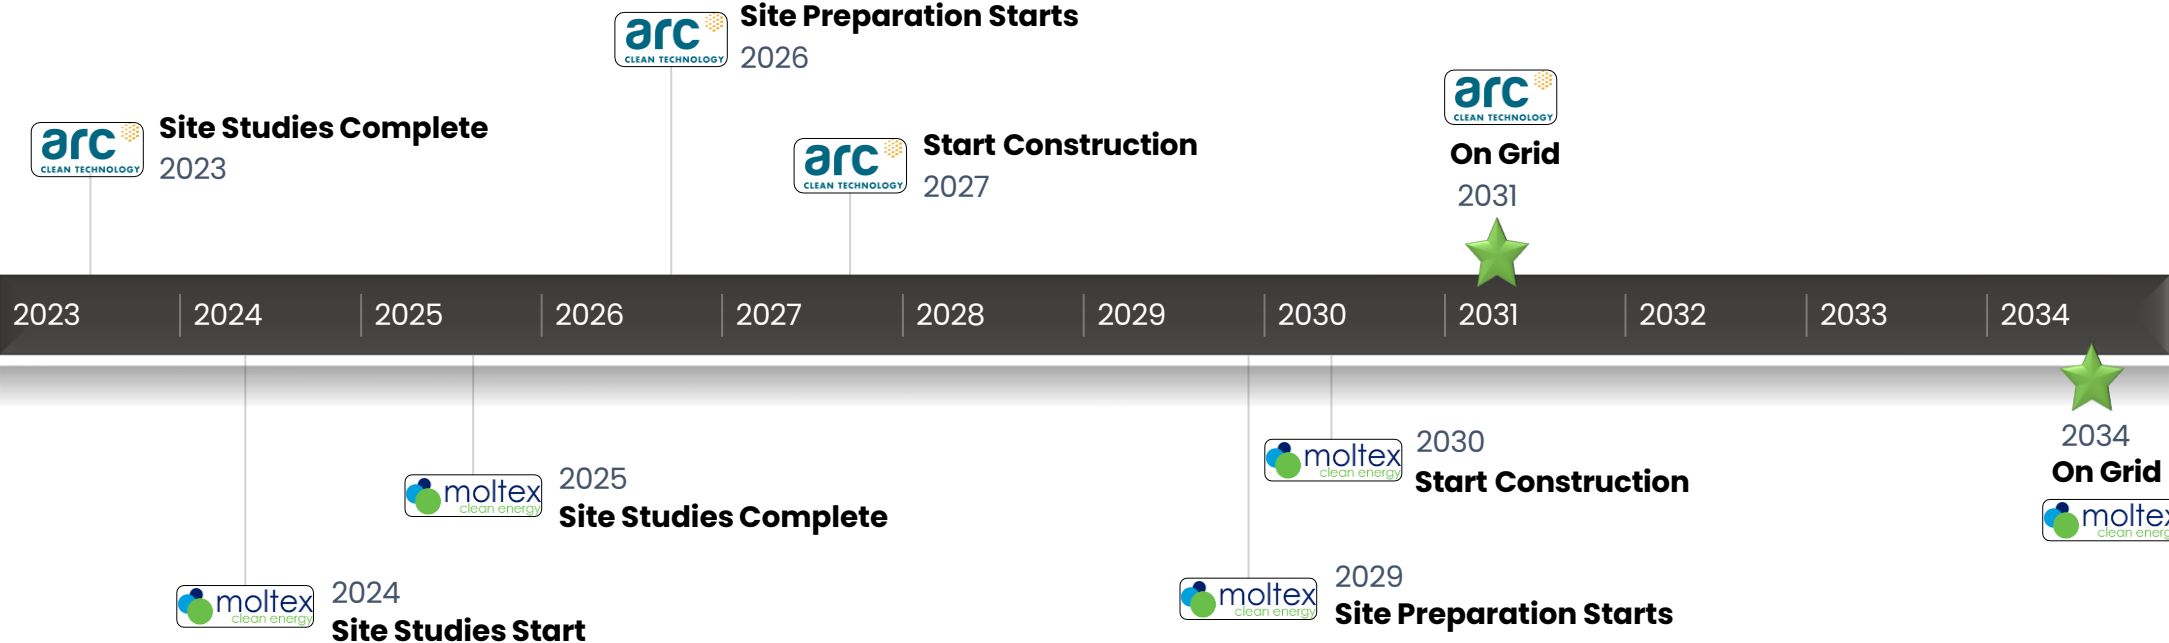 arc
CLEAN TECHNOLOGY
Site Preparation Starts
2026
arc
CLEAN TECHNOLOGY
Site Studies Complete
2023
arc
CLEAN TECHNOLOGY
Start Construction
2027
arc
CLEAN TECHNOLOGY
On Grid
2031
2023 2024 2025 2026 2027 2028 2029 2030 2031 2032 2033 2034
moltex
clean energy
2030
Start Construction
2034
On Grid
moltex
clean energ
moltex
clean energy
2025
Site Studies Complete
moltex
clean energy
2029
Site Preparation Starts
moltex
clean energy
2024
Site Studies Start